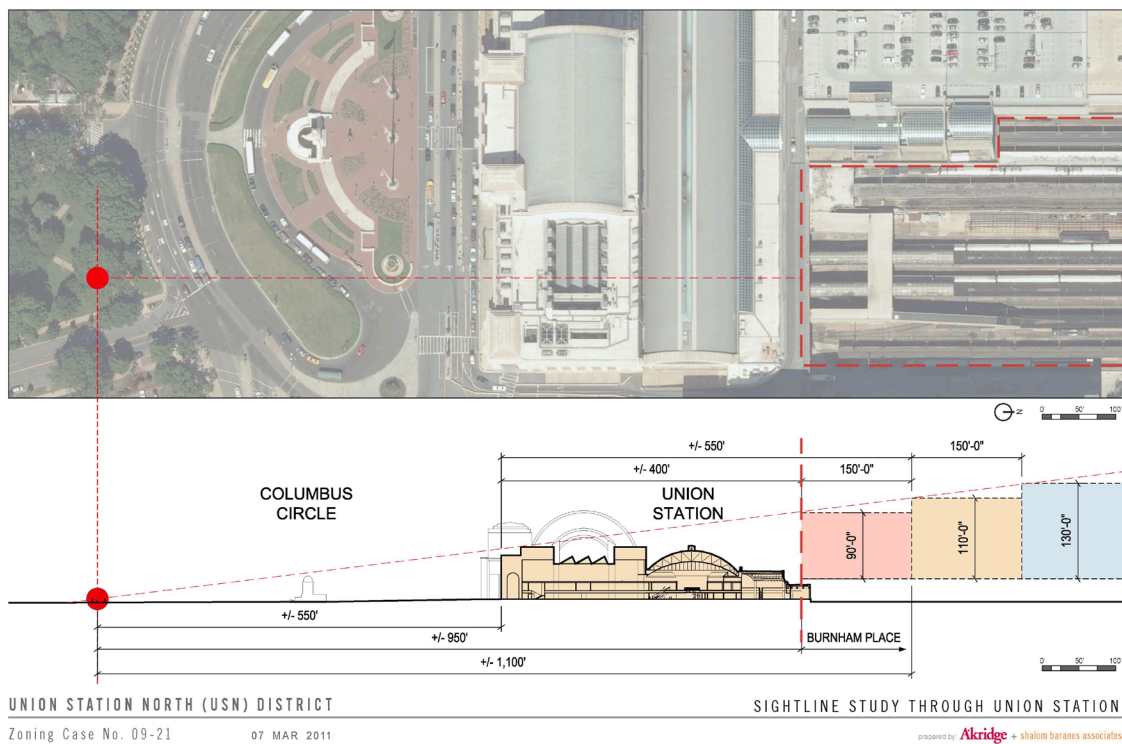 N
0' 50' 100'
+/- 550' 150'-0"
+/- 400' 150'-0"
COLUMBUS
CIRCLE
UNION
STATION
90'-0"
110'-0"
130'-0"
+/- 550'
+/- 950'
BURNHAM PLACE
+/- 1,100'
0' 50' 100'
UNION STATION NORTH (USN) DISTRICT
SIGHTLINE STUDY THROUGH UNION STATION
Zoning Case No. 09-21 07 MAR 2011
prepared by: Akridge + shalom baranes associates